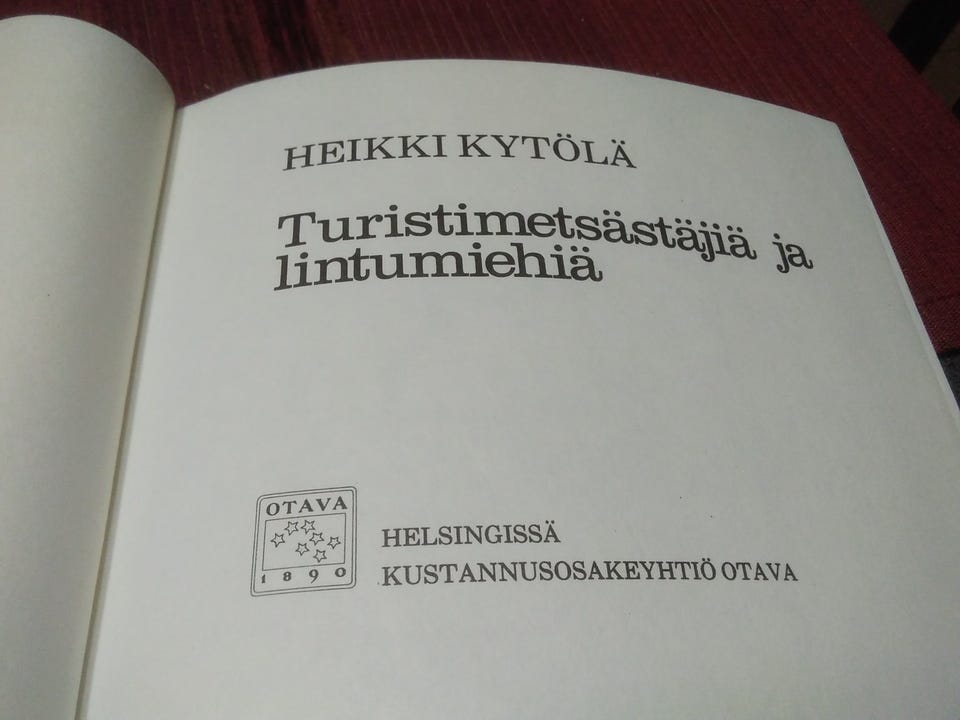 HEIKKI KYTÖLÄ
Turistimetsästäjiä ja
lintumiehiä
OTAVA
1890
HELSINGISSÄ
KUSTANNUSOSAKEYHTIÖ OTAVA